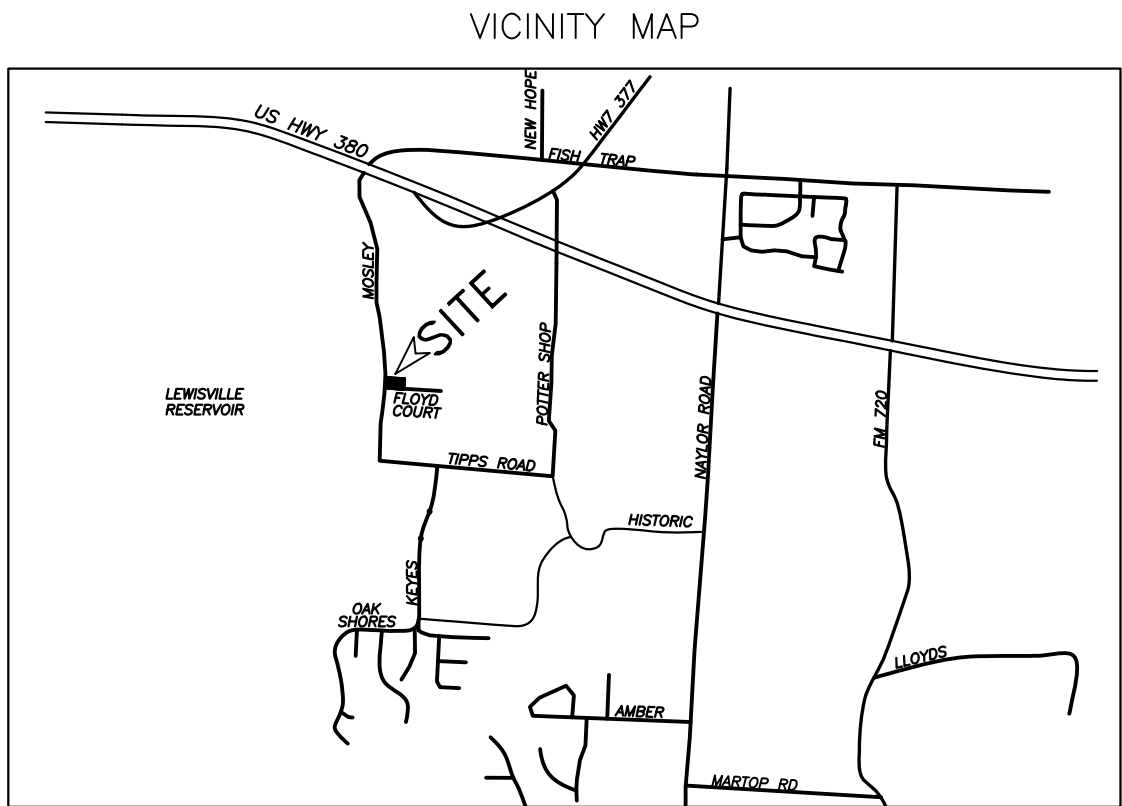 VICINITY MAP
NEW HOPE
HW7 377
US HWY 380
FISH TRAP
MOSLEY
SITE
POTTER SHOP
LEWISVILLE
RESERVOIR
FLOYD
COURT
NAYLOR ROAD
FM 720
TIPPS ROAD
HISTORIC
KEYES
OAK
SHORES
LLOYDS
AMBER
MARTOP RD